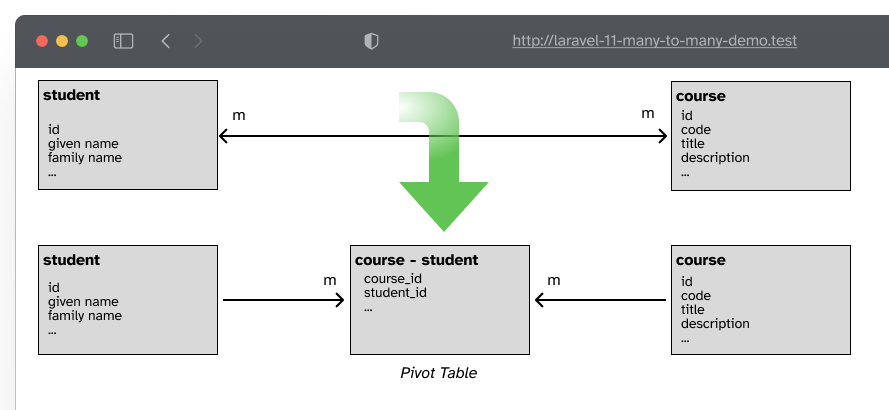 http://laravel-11-many-to-many-demo.test
student
id
given name
family name
...
m
m
course
id
code
title
description
...
student
id
given name
family name
...
m
course - student
course_id
student_id
...
m
course
id
code
title
description
...
Pivot Table